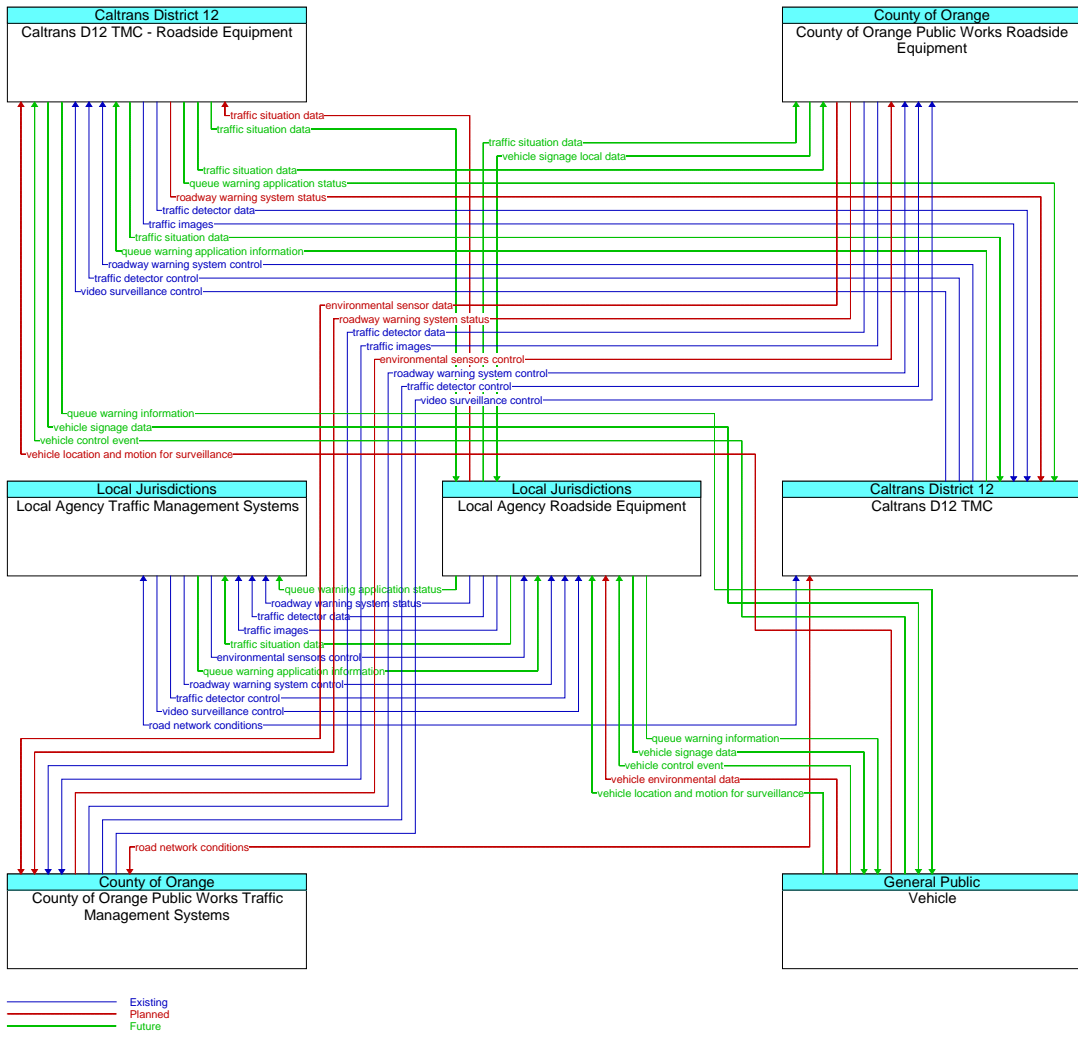 Caltrans District 12
Caltrans D12 TMC - Roadside Equipment
County of Orange
County of Orange Public Works Roadside
Equipment
traffic situation data
traffic situation data
traffic situation data
vehicle signage local data
traffic situation data
queue warning application status
roadway warning system status
traffic detector data
traffic images
traffic situation data
queue warning application information
roadway warning system control
traffic detector control
video surveillance control
environmental sensor data
roadway warning system status
traffic detector data
traffic images
environmental sensors control
roadway warning system control
traffic detector control
video surveillance control
queue warning information
vehicle signage data
vehicle control event
vehicle location and motion for surveillance
Local Jurisdictions
Local Agency Traffic Management Systems
Local Jurisdictions
Local Agency Roadside Equipment
Caltrans District 12
Caltrans D12 TMC
queue warning application status
roadway warning system status
traffic detector data
traffic images
traffic situation data
environmental sensors control
queue warning application information
roadway warning system control
traffic detector control
video surveillance control
road network conditions
queue warning information
vehicle signage data
vehicle control event
vehicle environmental data
vehicle location and motion for surveillance
road network conditions
County of Orange
County of Orange Public Works Traffic
Management Systems
General Public
Vehicle
Existing
Planned
Future